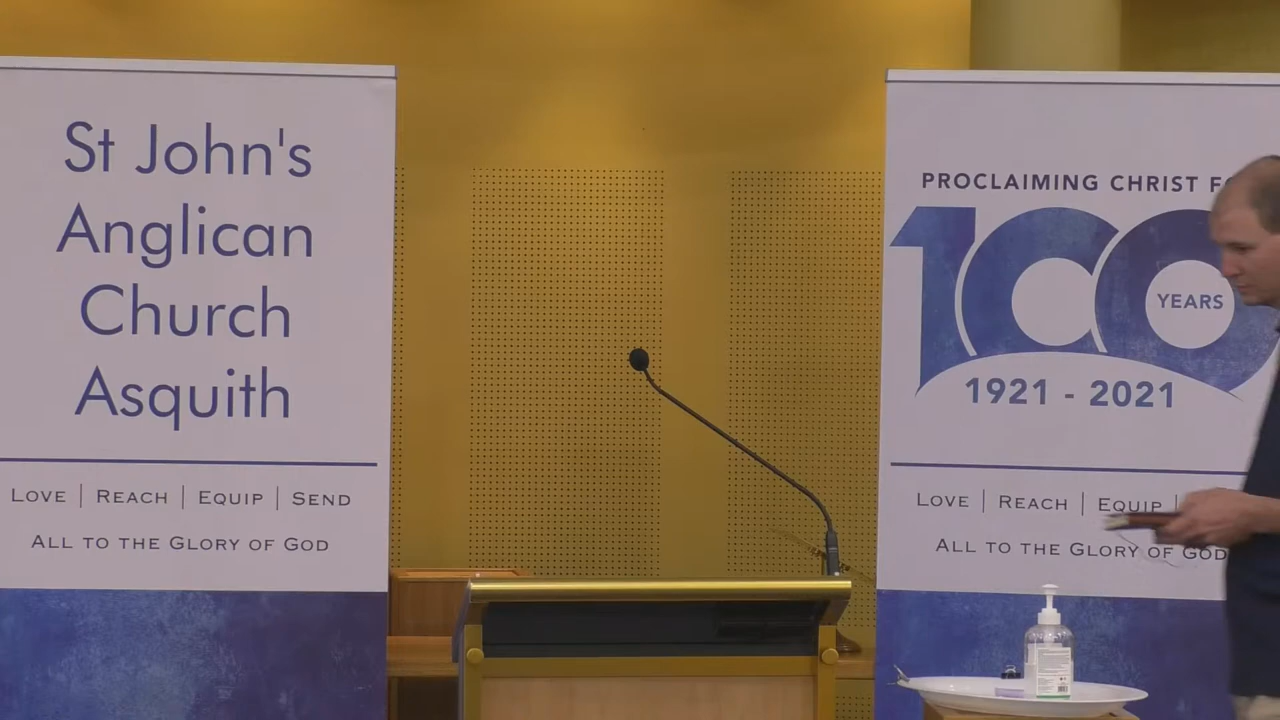 St John's
Anglican
Church
Asquith
LOVE | REACH | EQUIP | SEND
ALL TO THE GLORY OF GOD
PROCLAIMING CHRIST
100
YEARS
1921 - 2021
LOVE | REACH | EQUIP |
ALL TO THE GLORY OF GOD